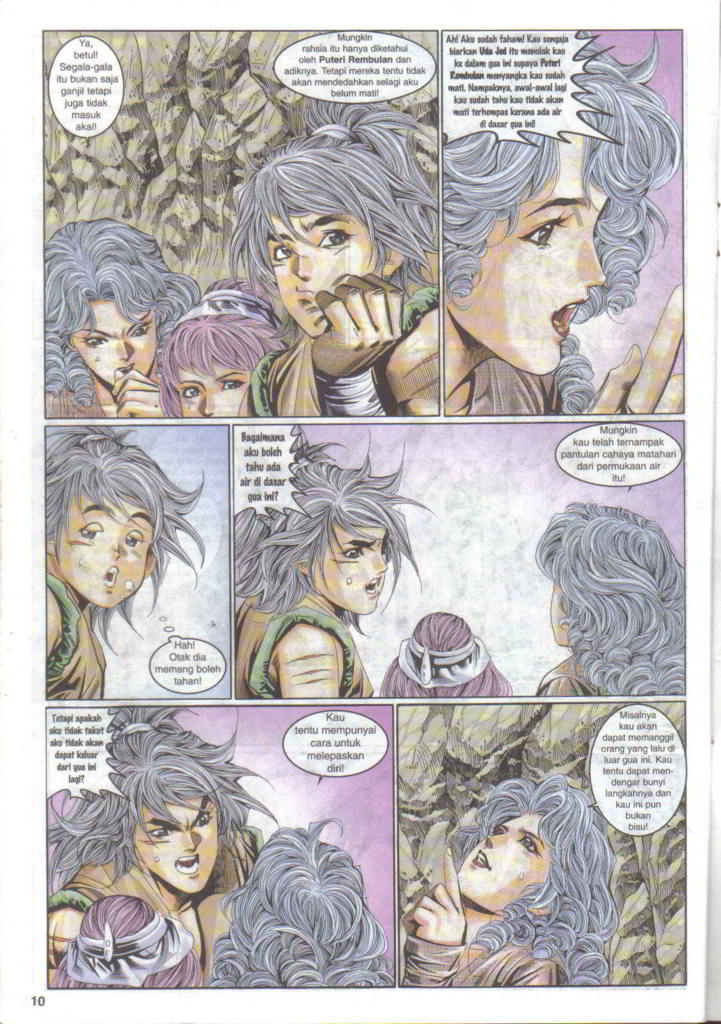 Ya,
betul!
Segala-gala
itu bukan saja
ganjil tetapi
juga tidak
masuk
akal!
Mungkin
rahsia itu hanya diketahui
oleh Puteri Rembulan dan
adiknya. Tetapi mereka tentu tidak
akan mendedahkan selagi aku
belum mati!
Ah! Aku sudah faham! Kau sengaja
biarkan Uda Jed itu menolak kau
ke dalam gua ini supaya Puteri
Rembulan menyangka kau sudah
mati. Nampaknya, awal-awal lagi
kau sudah tahu kau tidak akan
mati terhempas kerana ada air
di dasar gua ini!
Hah!
Otak dia
memang boleh
tahan!
Bagaimana
aku boleh
tahu ada
air di dasar
gua ini?
Mungkin
kau telah ternampak
pantulan cahaya matahari
dari permukaan air
itu!
Tetapi apakah
aku tidak takut
aku tidak akan
dapat keluar
dari gua ini
lagi?
Kau
tentu mempunyai
cara untuk
melepaskan
diri!
Misalnya
kau akan
dapat memanggil
orang yang lalu di
luar gua ini. Kau
tentu dapat men-
dengar bunyi
langkahnya dan
kau ini pun
bukan
bisu!
10